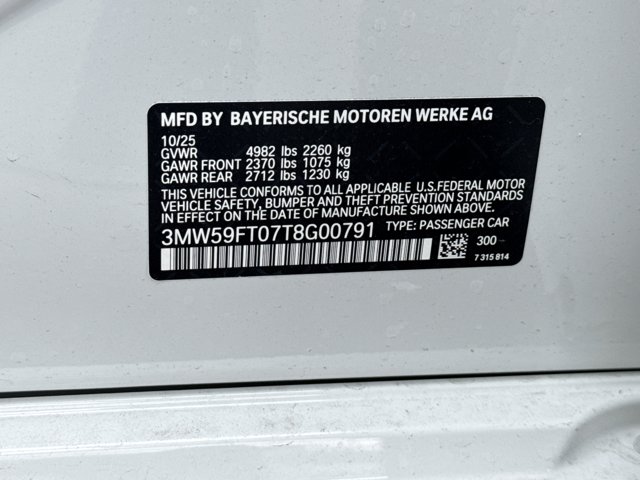 MFD BY BAYERISCHE MOTOREN WERKE AG
10/25
GVWR 4982 lbs 2260 kg
GAWR FRONT 2370 lbs 1075 kg
GAWR REAR 2712 lbs 1230 kg
THIS VEHICLE CONFORMS TO ALL APPLICABLE U.S.FEDERAL MOTOR
VEHICLE SAFETY, BUMPER, AND THEFT PREVENTION STANDARDS
IN EFFECT ON THE DATE OF MANUFACTURE SHOWN ABOVE.
3MW59FT07T8G00791 TYPE: PASSENGER CAR
300
7 315 814